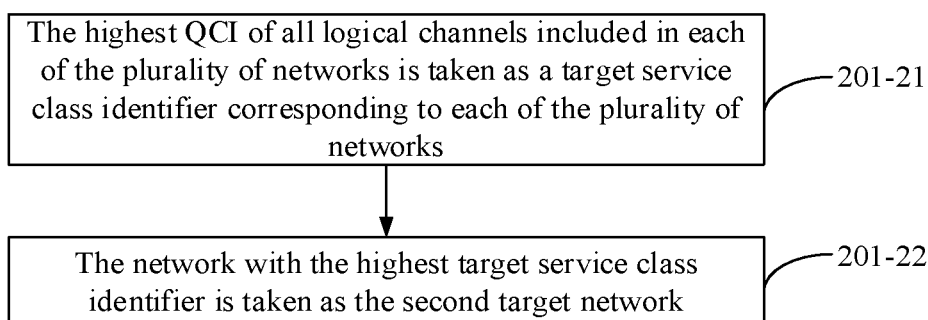 The highest QCI of all logical channels included in each
of the plurality of networks is taken as a target service
class identifier corresponding to each of the plurality of
networks
201-21
The network with the highest target service class
identifier is taken as the second target network
201-22